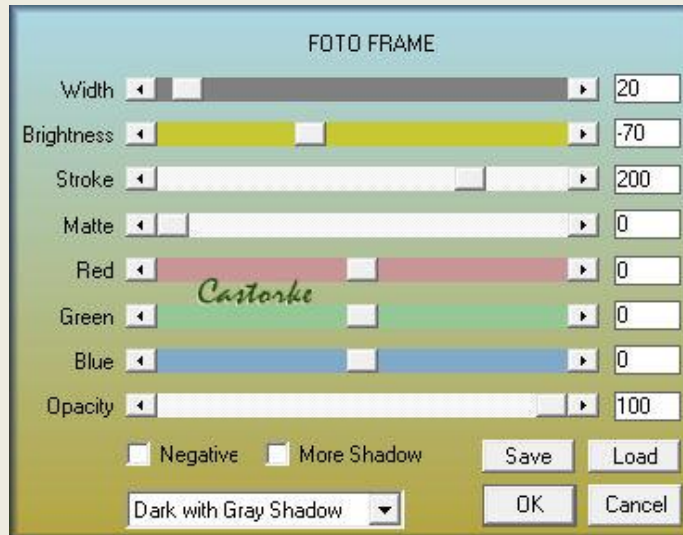 FOTO FRAME
Width 20
Brightness -70
Stroke 200
Matte 0
Red 0
Castorke
Green 0
Blue 0
Opacity 100
Negative More Shadow Save Load
Dark with Gray Shadow OK Cancel